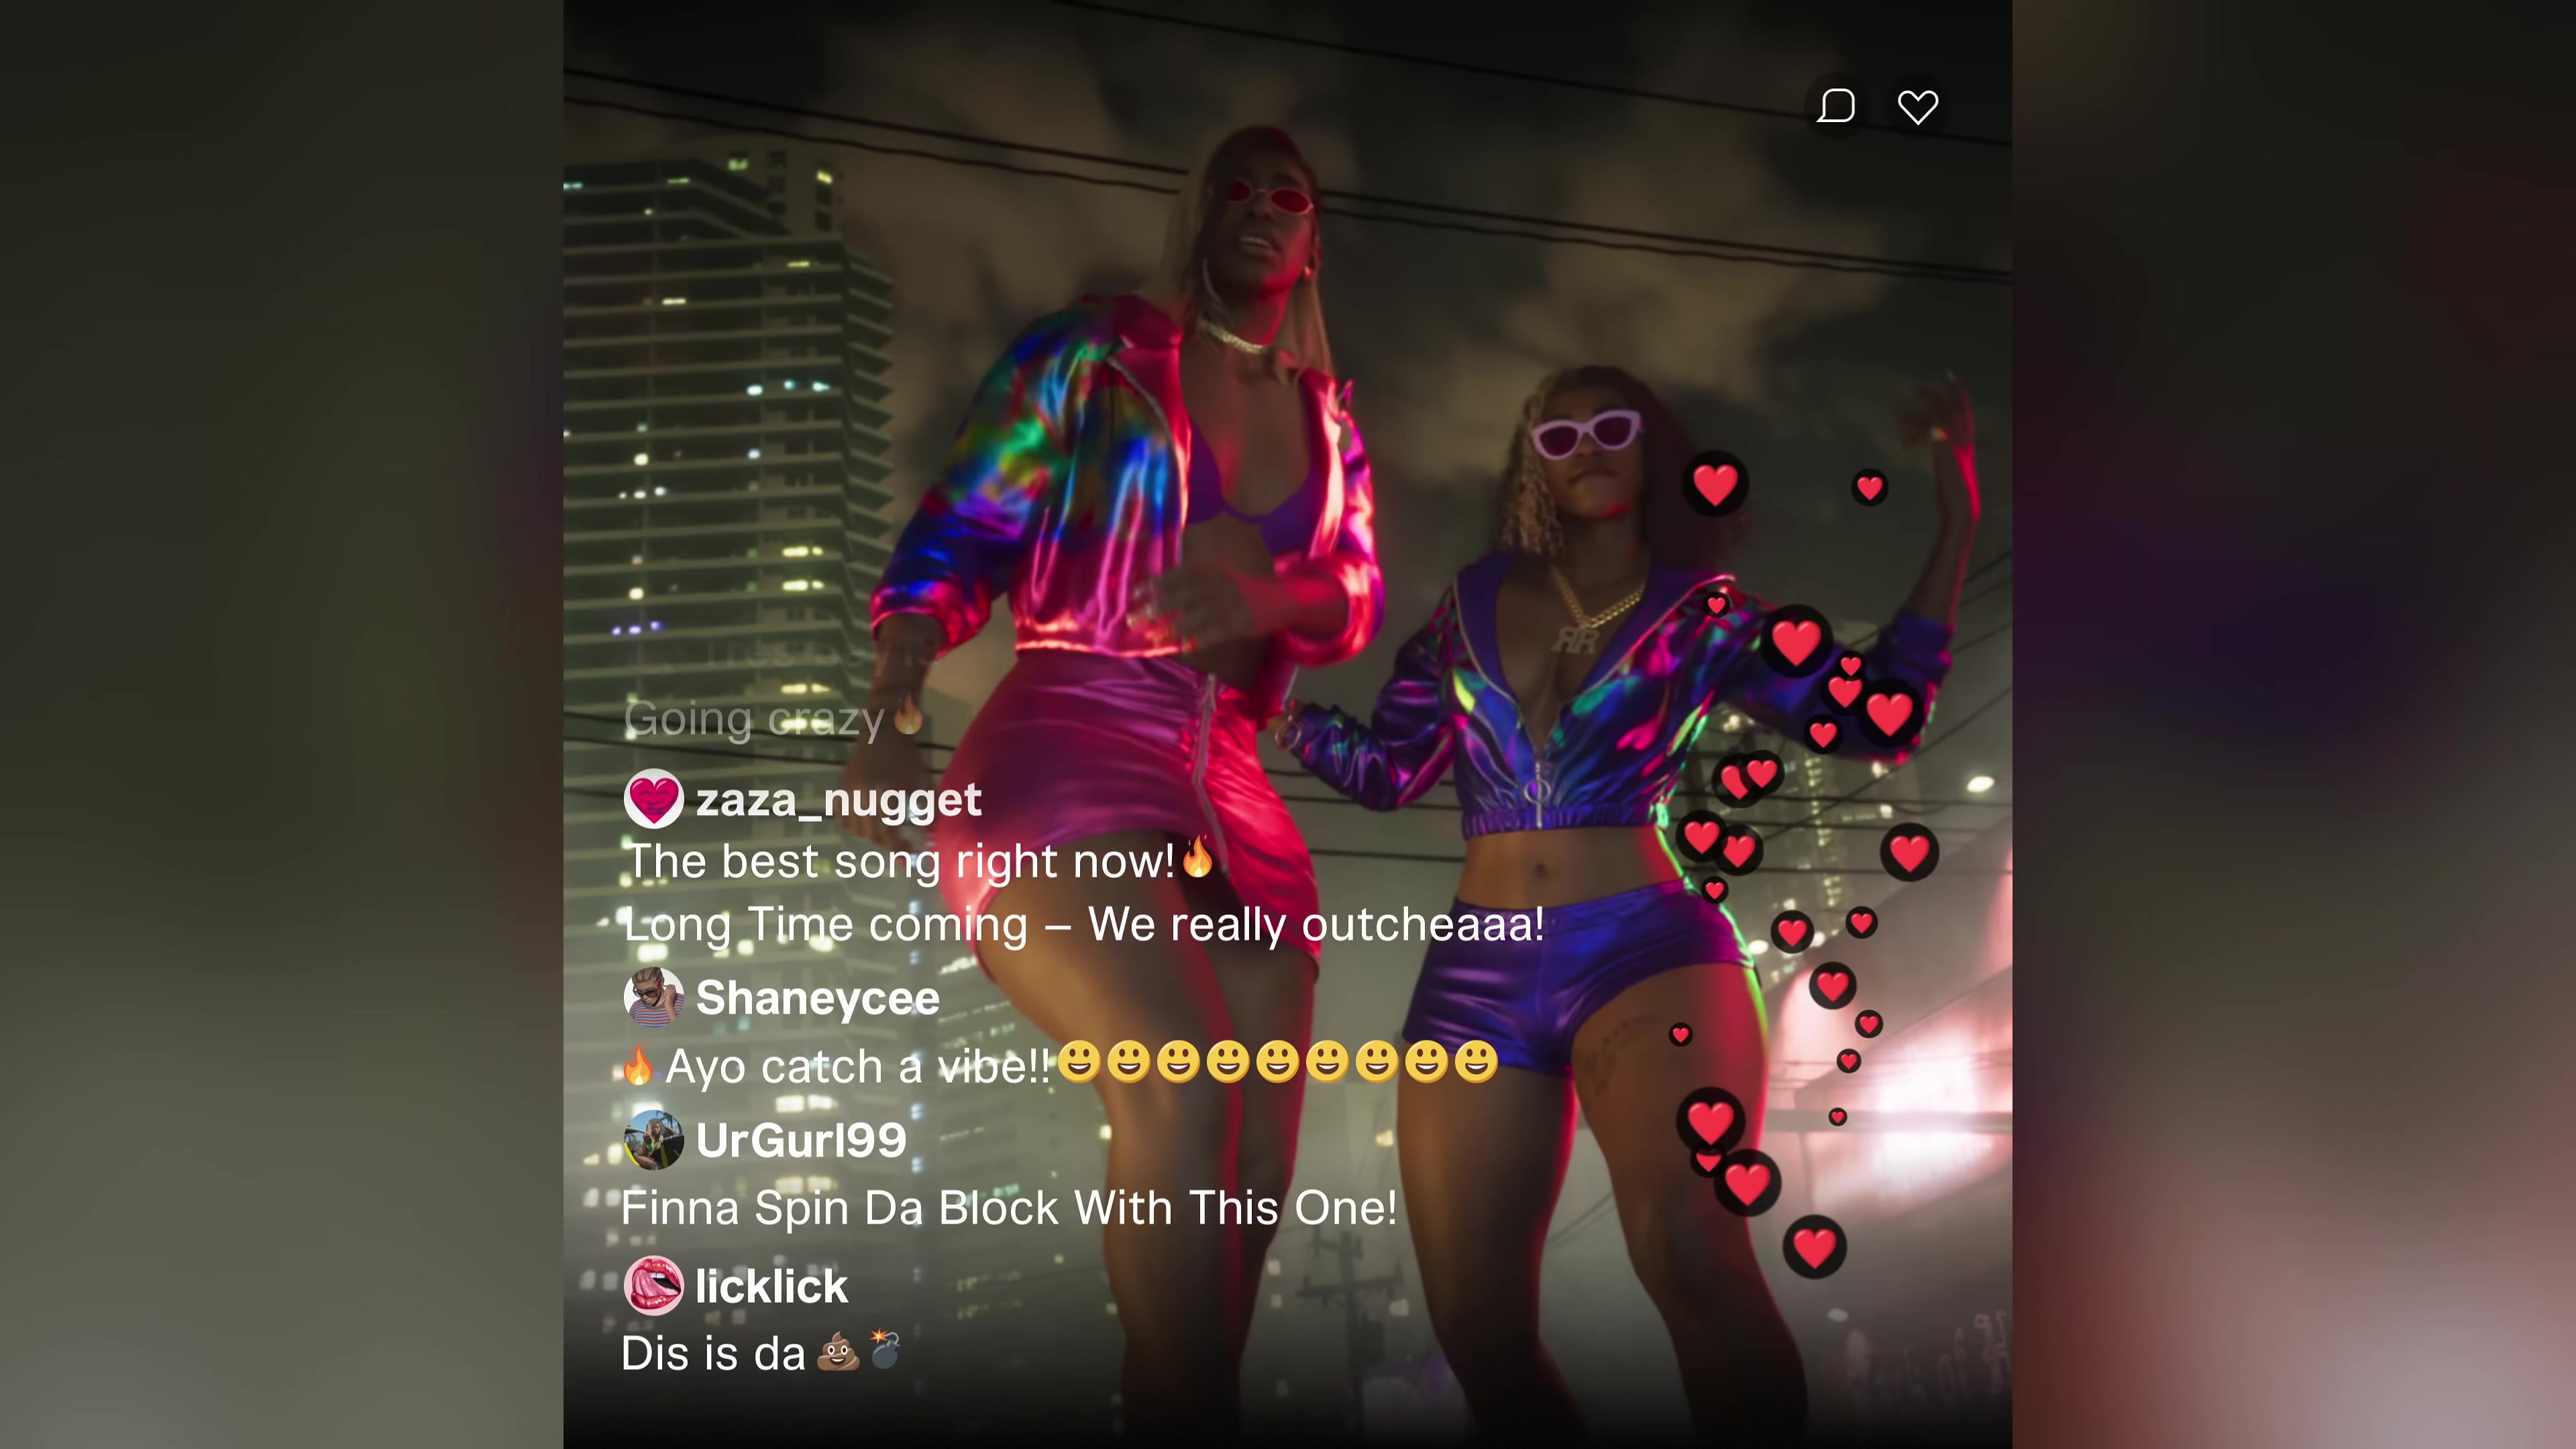 Going crazy🔥
zaza_nugget
The best song right now!🔥
Long Time coming – We really outcheaaa!
Shaneycee
🔥Ayo catch a vibe!!😀😀😀😀😀😀😀😀😀
UrGurl99
Finna Spin Da Block With This One!
licklick
Dis is da 💩💣